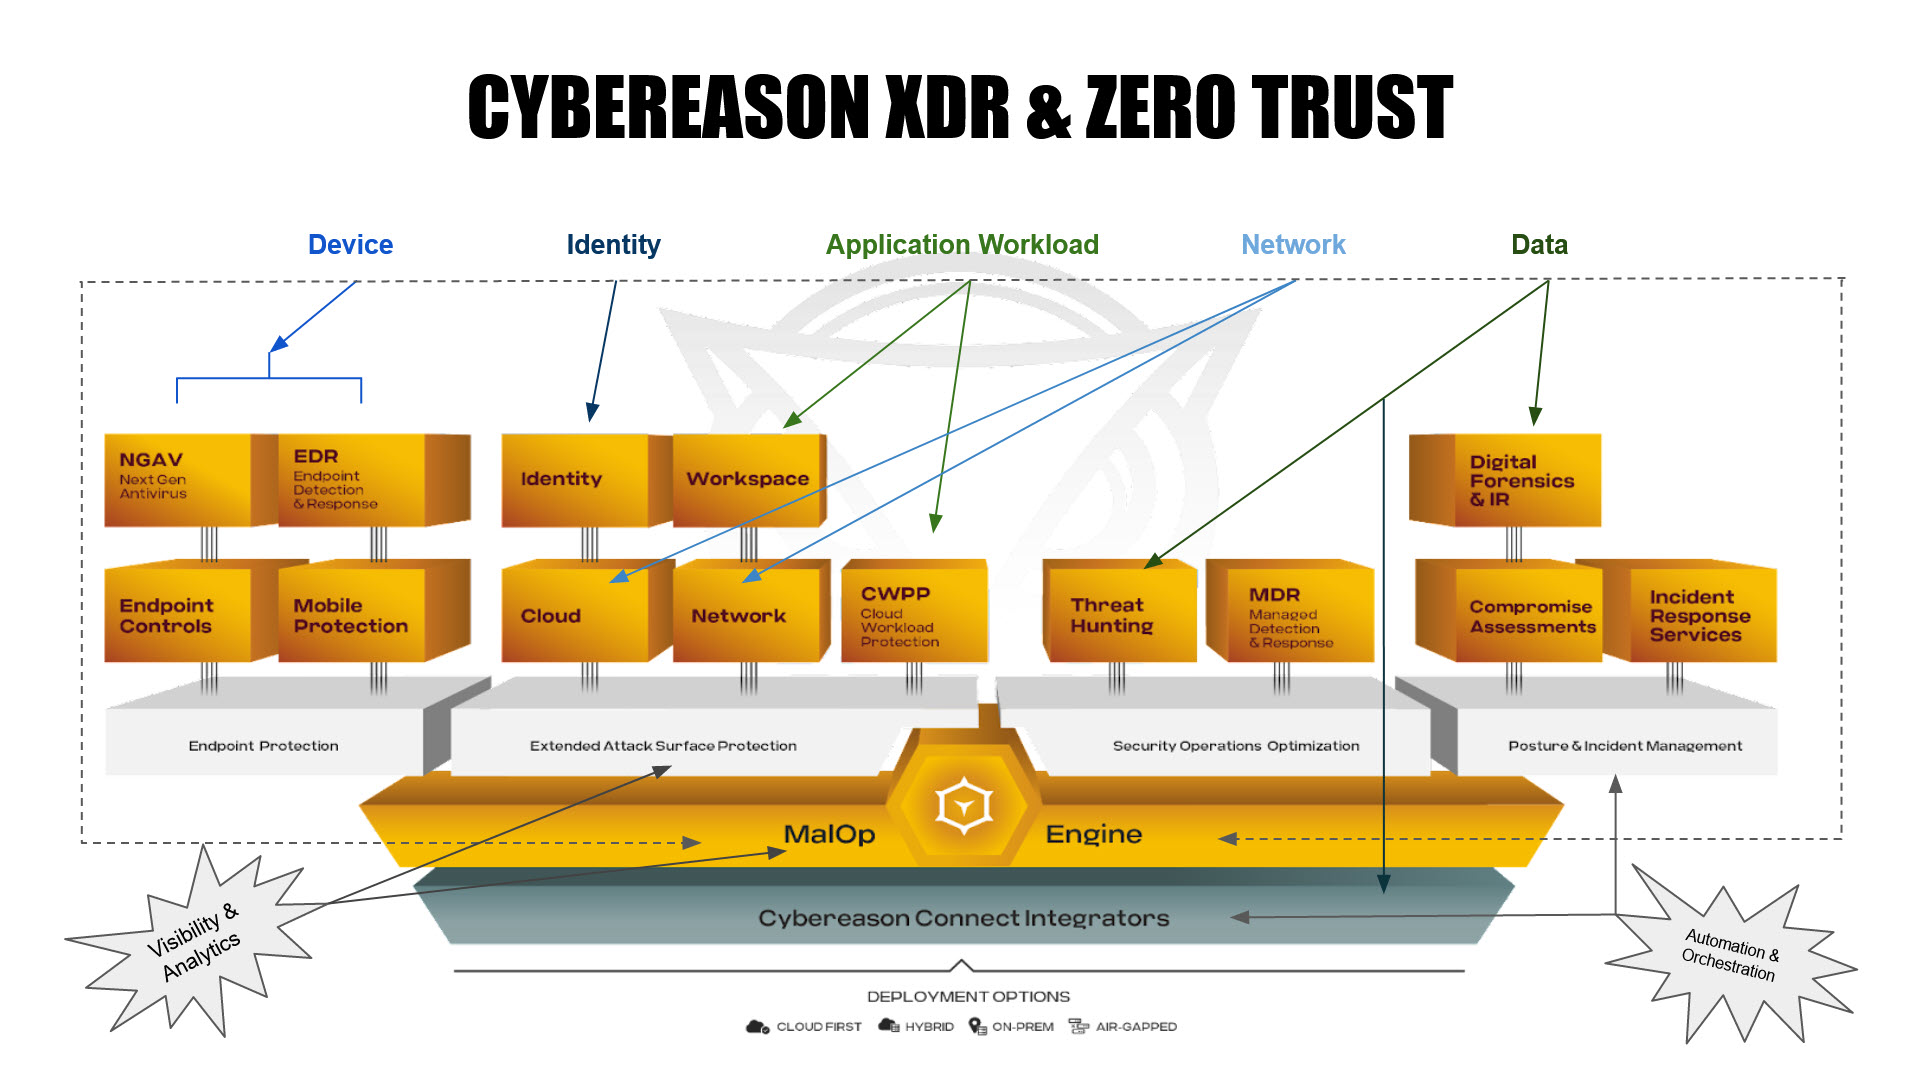 CYBEREASON XDR & ZERO TRUST
Device
Identity
Application Workload
Network
Data
NGAV
Next Gen
Antivirus
EDR
Endpoint
Detection
& Response
Identity
Workspace
Digital
Forensics
& IR
Endpoint
Controls
Mobile
Protection
Cloud
Network
CWPP
Cloud
Workload
Protection
Threat
Hunting
MDR
Managed
Detection
& Response
Compromise
Assessments
Incident
Response
Services
Endpoint Protection
Extended Attack Surface Protection
Security Operations Optimization
Posture & Incident Management
MalOp
Engine
Cybereason Connect Integrators
Visibility &
Analytics
Automation &
Orchestration
DEPLOYMENT OPTIONS
CLOUD FIRST
HYBRID
ON-PREM
AIR-GAPPED